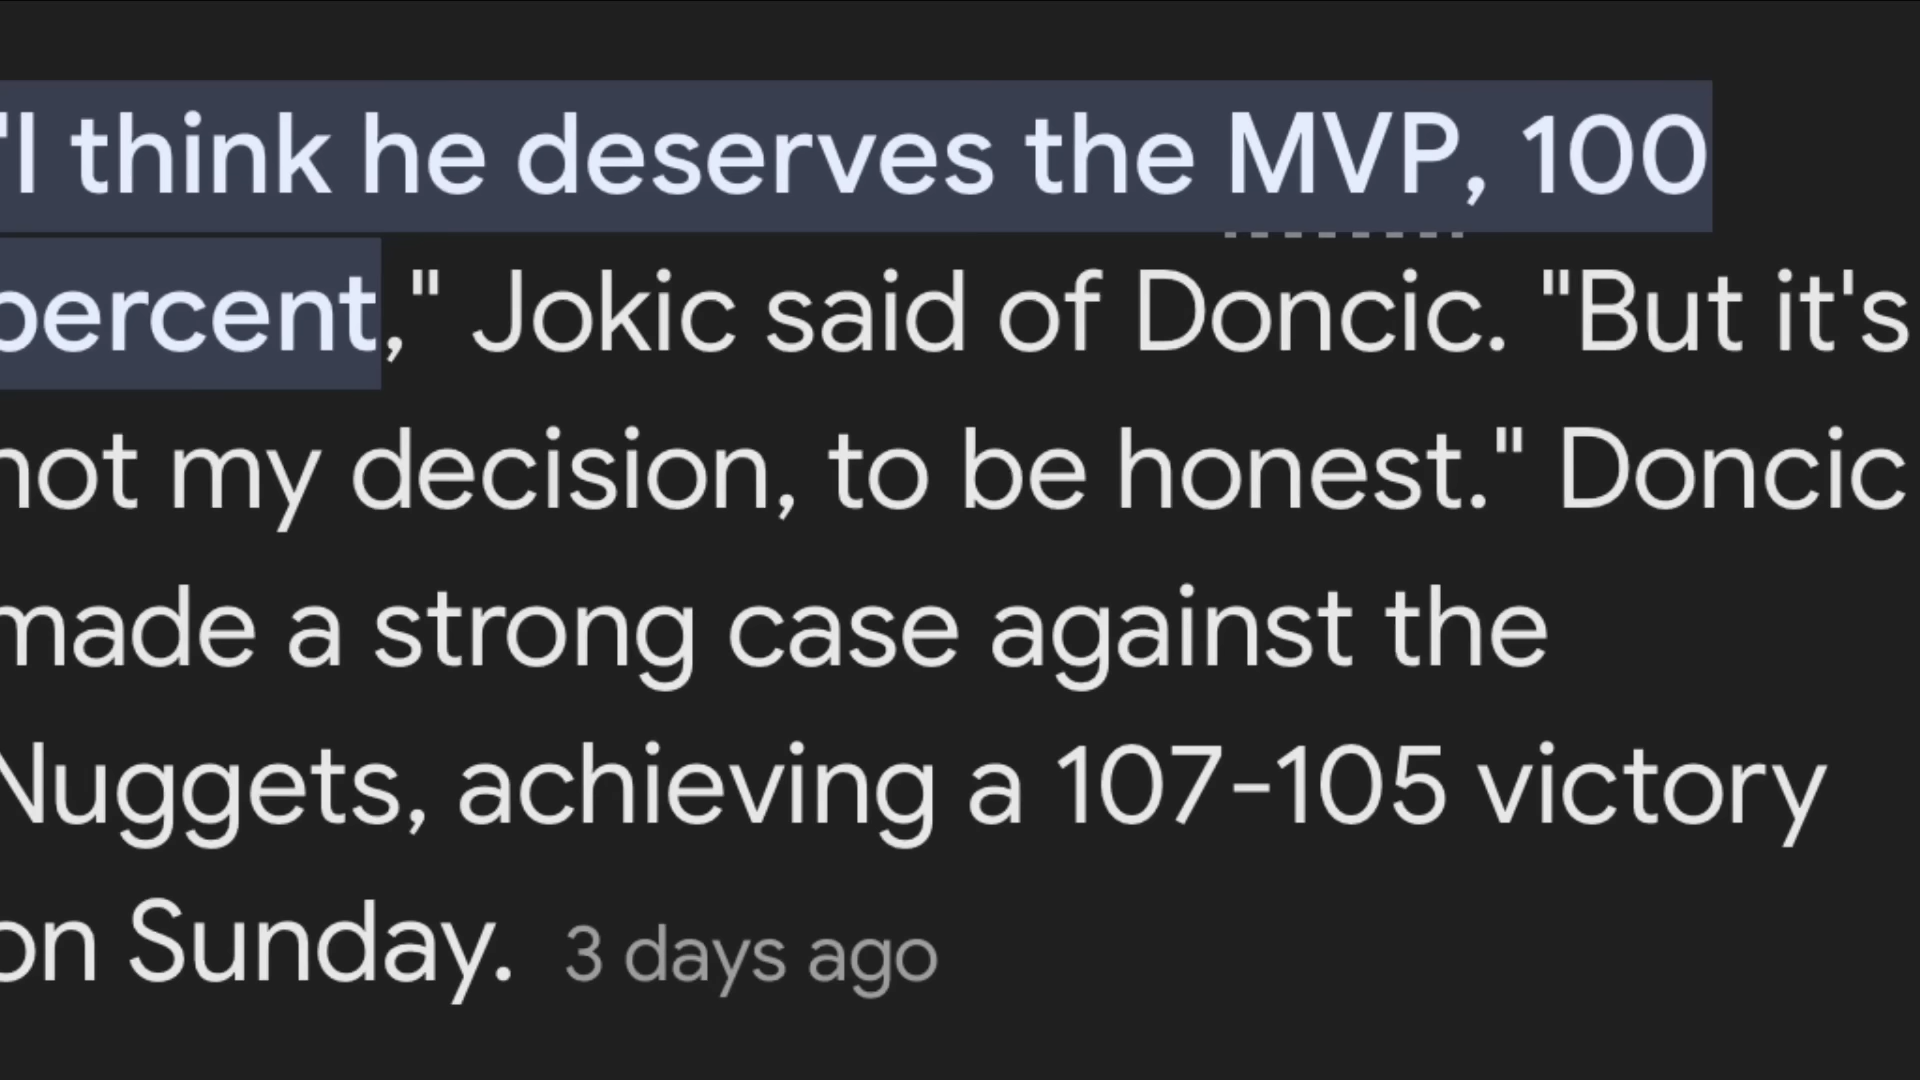 "I think he deserves the MVP, 100
percent," Jokic said of Doncic. "But it's
not my decision, to be honest." Doncic
made a strong case against the
Nuggets, achieving a 107-105 victory
on Sunday. 3 days ago